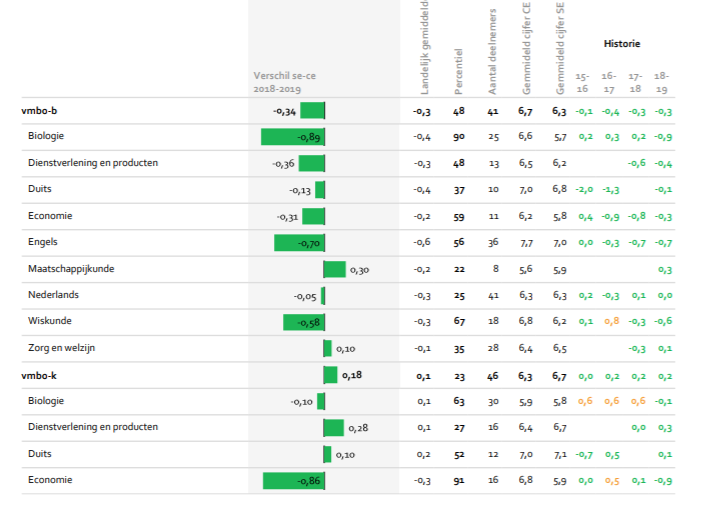 Verschil se-ce 2018-2019 Landelijk gemiddelde Percentiel Aantal deelnemers Gemmideld cijfer CE Gemmideld cijfer SE Historie 15-16 16-17 17-18 18-19
vmbo-b -0,34 -0,3 48 41 6,7 6,3 -0,1 -0,4 -0,3 -0,3
Biologie -0,89 -0,4 90 25 6,6 5,7 0,2 0,3 0,2 -0,9
Dienstverlening en producten -0,36 -0,3 48 13 6,5 6,2 -0,6 -0,4
Duits -0,13 -0,4 37 10 7,0 6,8 -2,0 -1,3 -0,1
Economie -0,31 -0,2 59 11 6,2 5,8 0,4 -0,9 -0,8 -0,3
Engels -0,70 -0,6 56 36 7,7 7,0 0,0 -0,3 -0,7 -0,7
Maatschappijkunde 0,30 -0,2 22 8 5,6 5,9 0,3
Nederlands -0,05 -0,3 25 41 6,3 6,3 0,2 -0,3 0,1 0,0
Wiskunde -0,58 -0,3 67 18 6,8 6,2 0,1 0,8 -0,3 -0,6
Zorg en welzijn 0,10 -0,1 35 28 6,4 6,5 -0,3 0,1
vmbo-k 0,18 0,1 23 46 6,3 6,7 0,0 0,2 0,2 0,2
Biologie -0,10 0,1 63 30 5,9 5,8 0,6 0,6 0,6 -0,1
Dienstverlening en producten 0,28 0,1 27 16 6,4 6,7 0,0 0,3
Duits 0,10 0,2 52 12 7,0 7,1 -0,7 0,5 0,1
Economie -0,86 -0,3 91 16 6,8 5,9 0,0 0,5 0,1 -0,9